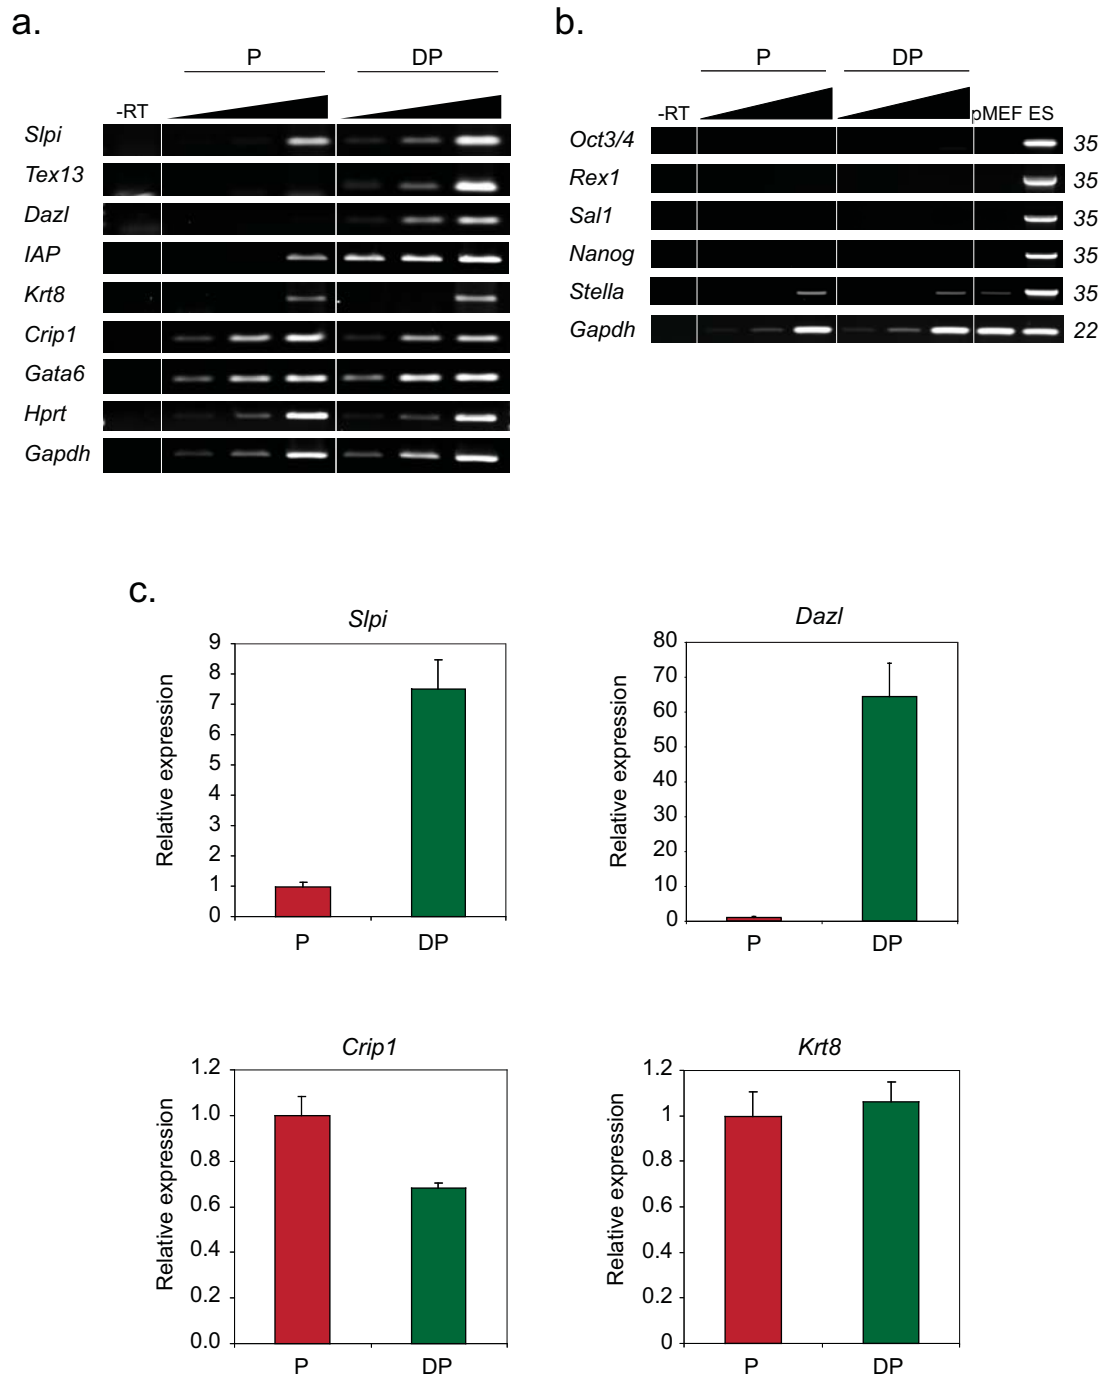 a.
P DP
-RT
Slpi
Tex13
Dazl
IAP
Krt8
Crip1
Gata6
Hprt
Gapdh
b.
P DP
-RT pMEF ES
Oct3/4 35
Rex1 35
Sal1 35
Nanog 35
Stella 35
Gapdh 22
c.
Slpi
Relative expression
9
8
7
6
5
4
3
2
1
0
P DP
Dazl
Relative expression
80
70
60
50
40
30
20
10
0
P DP
Crip1
Relative expression
1.2
1.0
0.8
0.6
0.4
0.2
0.0
P DP
Krt8
Relative expression
1.2
1
0.8
0.6
0.4
0.2
0
P DP